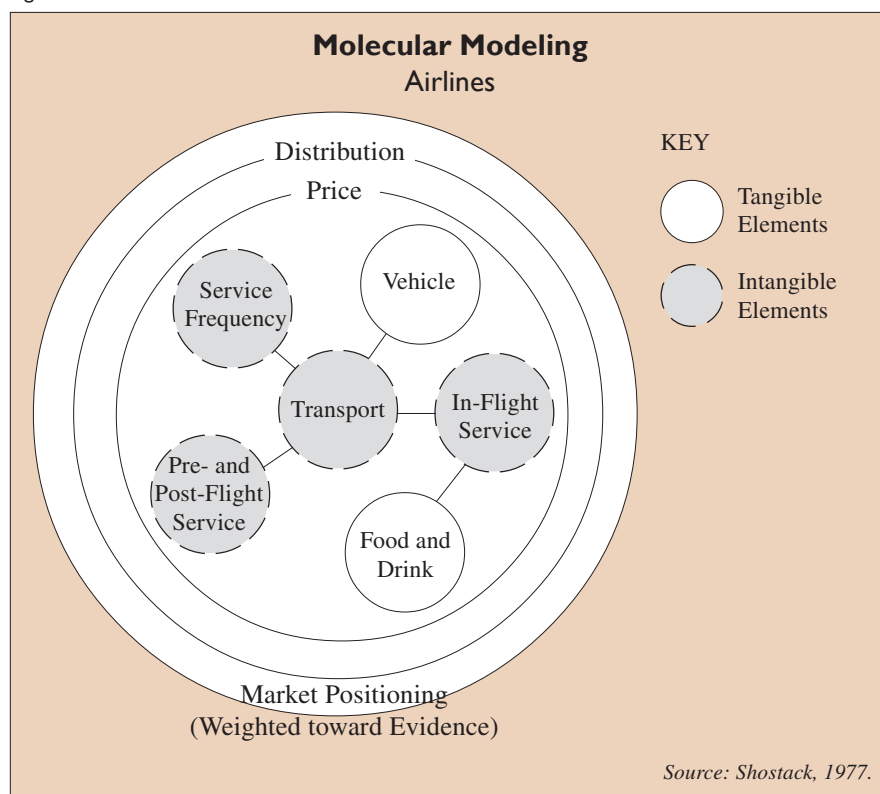 Molecular Modeling
Airlines
Distribution
Price
KEY
Tangible
Elements
Intangible
Elements
Service
Frequency
Vehicle
Transport
In-Flight
Service
Pre- and
Post-Flight
Service
Food and
Drink
Market Positioning
(Weighted toward Evidence)
Source: Shostack, 1977.